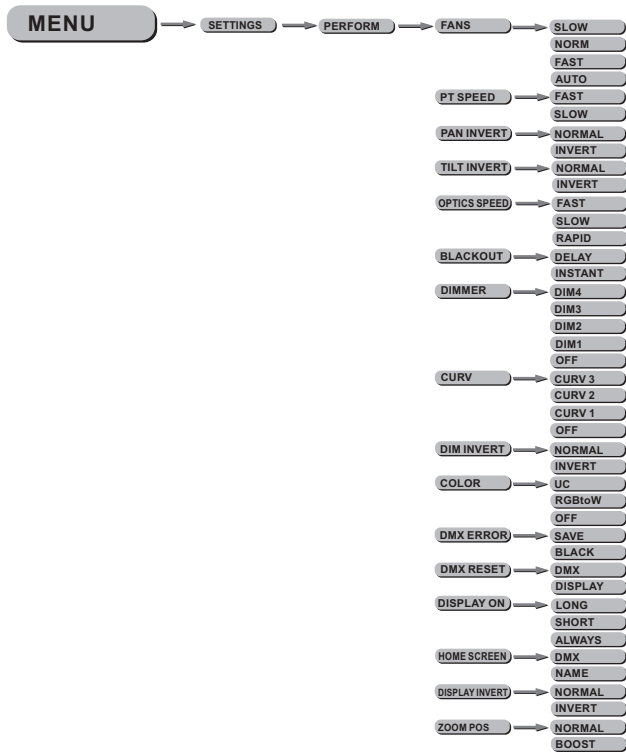 MENU SETTINGS PERFORM FANS SLOW
NORM
FAST
AUTO
PT SPEED FAST
SLOW
PAN INVERT NORMAL
INVERT
TILT INVERT NORMAL
INVERT
OPTICS SPEED FAST
SLOW
RAPID
BLACKOUT DELAY
INSTANT
DIMMER DIM4
DIM3
DIM2
DIM1
OFF
CURV CURV 3
CURV 2
CURV 1
OFF
DIM INVERT NORMAL
INVERT
COLOR UC
RGBtoW
OFF
DMX ERROR SAVE
BLACK
DMX RESET DMX
DISPLAY
DISPLAY ON LONG
SHORT
ALWAYS
HOME SCREEN DMX
NAME
DISPLAY INVERT NORMAL
INVERT
ZOOM POS NORMAL
BOOST